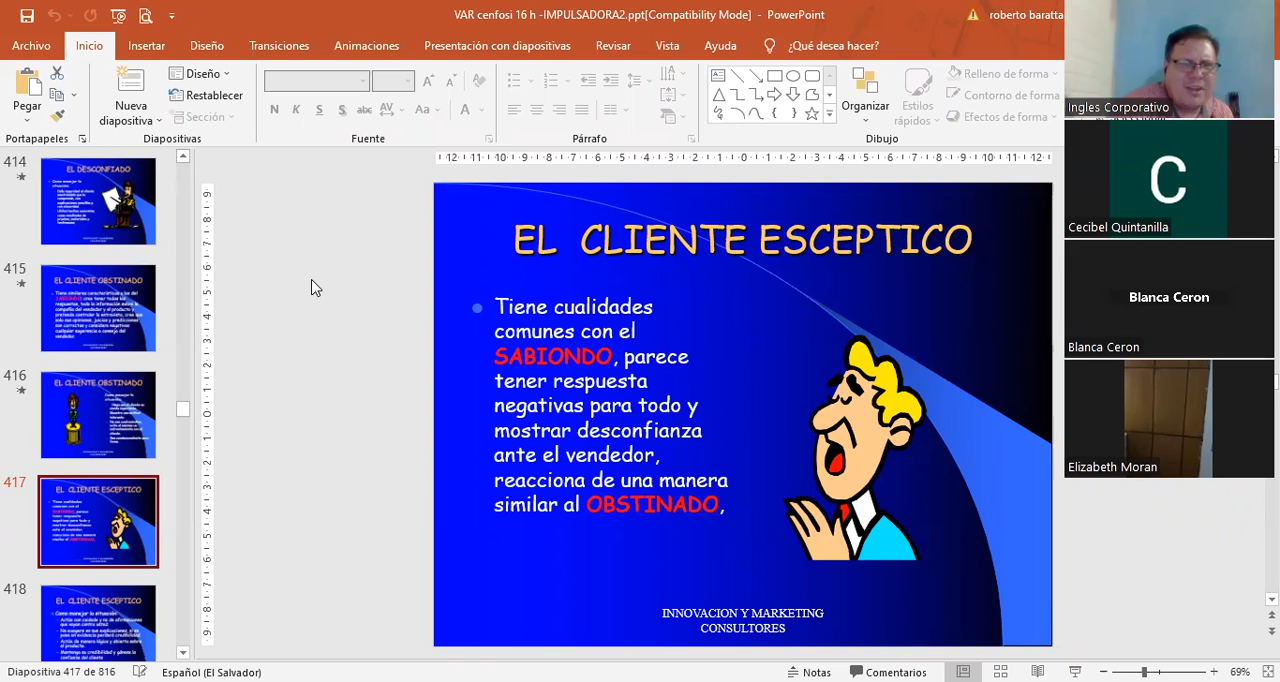 VAR cenfosi 16 h -IMPULSADORA2.ppt[Compatibility Mode] - PowerPoint
roberto baratta
Archivo Inicio Insertar Diseño Transiciones Animaciones Presentación con diapositivas Revisar Vista Ayuda ¿Qué desea hacer?
Pegar
Nueva diapositiva
Diseño
Restablecer
Sección
N K S S abc AV Aa A
Organizar
Estilos rápidos
Relleno de forma
Contorno de forma
Efectos de forma
Portapapeles Diapositivas Fuente Párrafo Dibujo
414
EL DESCONFIADO
415
EL CLIENTE OBSTINADO
416
EL CLIENTE OBSTINADO
417
EL CLIENTE ESCEPTICO
418
EL CLIENTE ESCEPTICO
EL CLIENTE ESCEPTICO
Tiene cualidades
comunes con el
SABIONDO, parece
tener respuesta
negativas para todo y
mostrar desconfianza
ante el vendedor,
reacciona de una manera
similar al OBSTINADO,
INNOVACION Y MARKETING
CONSULTORES
Ingles Corporativo
C
Cecibel Quintanilla
Blanca Ceron
Blanca Ceron
Elizabeth Moran
Diapositiva 417 de 816 Español (El Salvador) Notas Comentarios 69%